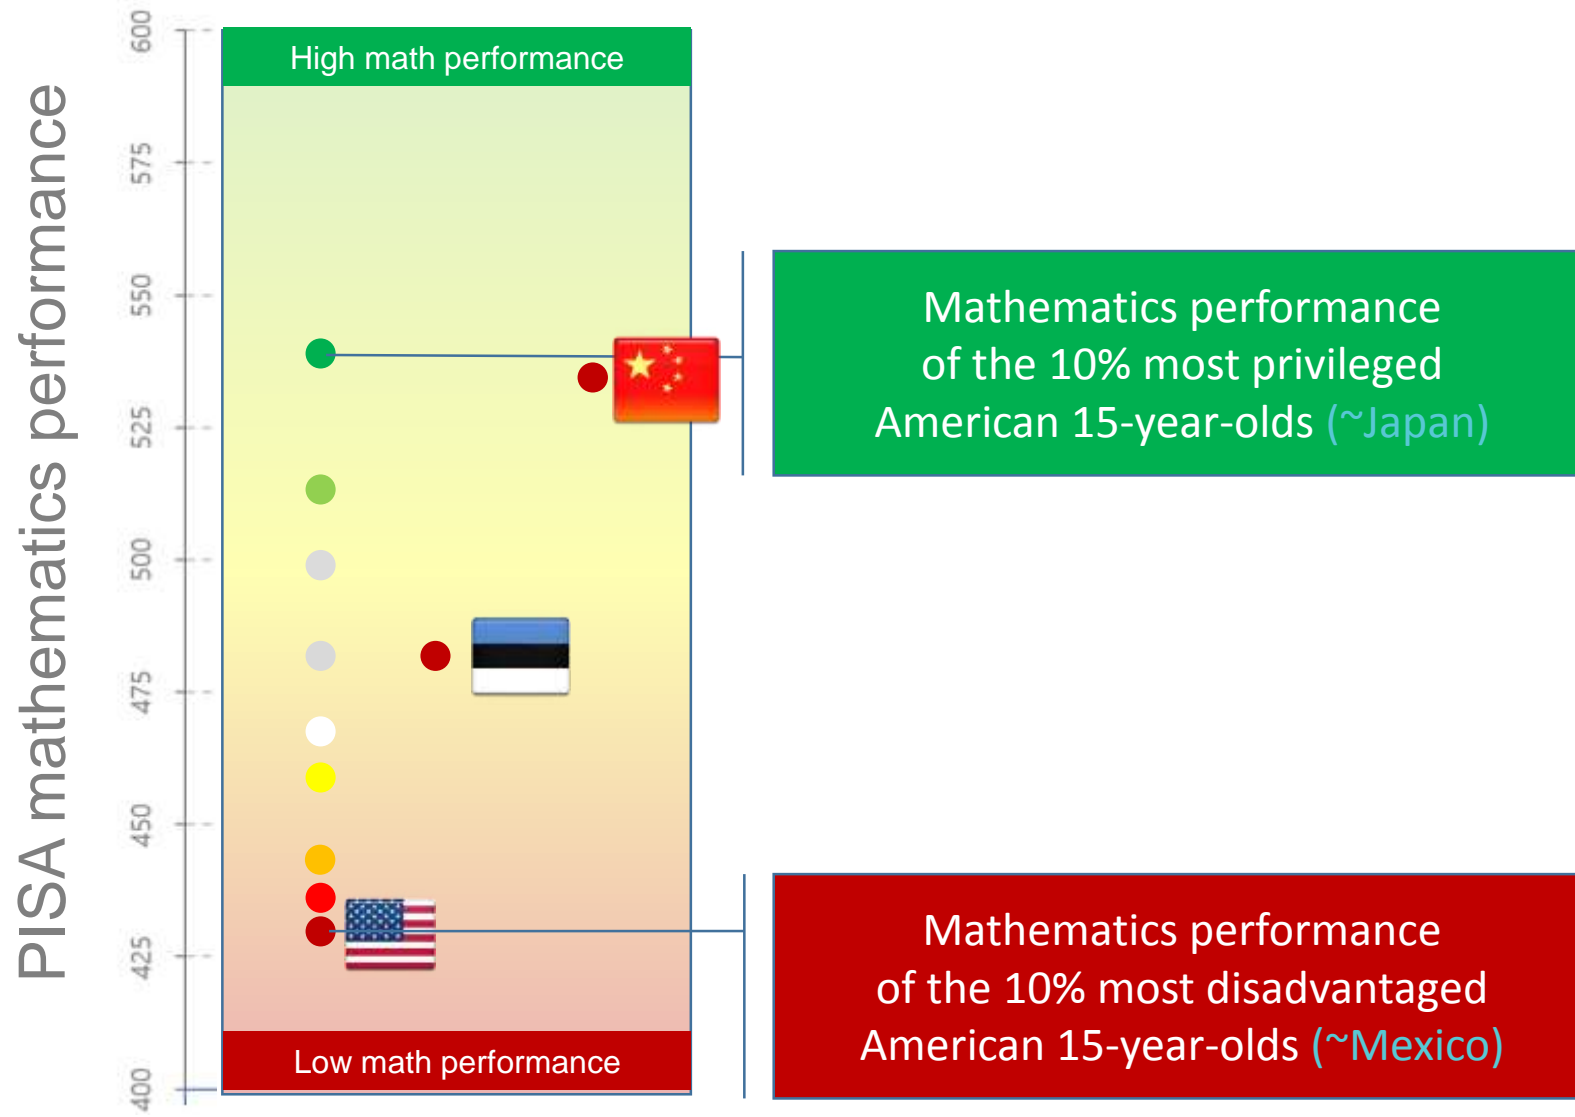 PISA mathematics performance
600
575
550
525
500
475
450
425
400
High math performance
Low math performance
Mathematics performance
of the 10% most privileged
American 15-year-olds (~Japan)
Mathematics performance
of the 10% most disadvantaged
American 15-year-olds (~Mexico)